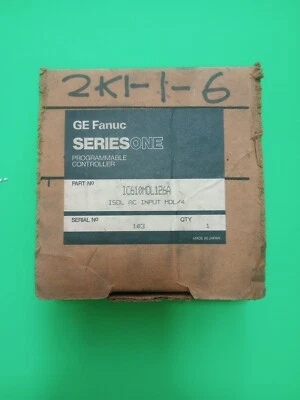 2K1-1-6
GE Fanuc
SERIES ONE
PROGRAMMABLE
CONTROLLER
PART Nº
IC610MDL126A
ISOL AC INPUT MDL/4
SERIAL Nº QTY
103 1
MADE IN JAPAN